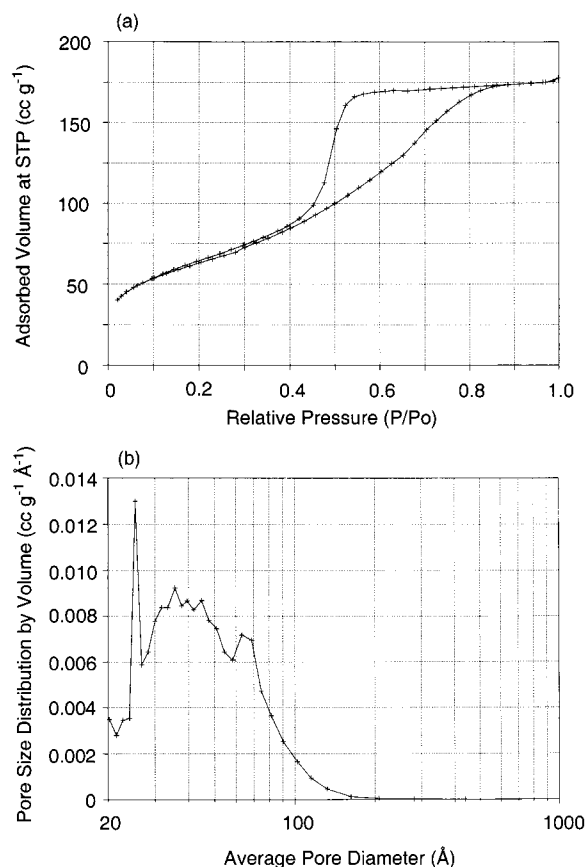 (a)
Adsorbed Volume at STP (cc g⁻¹)
200
150
100
50
0
0 0.2 0.4 0.6 0.8 1.0
Relative Pressure (P/Po)
(b)
Pore Size Distribution by Volume (cc g⁻¹ Å⁻¹)
0.014
0.012
0.010
0.008
0.006
0.004
0.002
0
20 100 1000
Average Pore Diameter (Å)